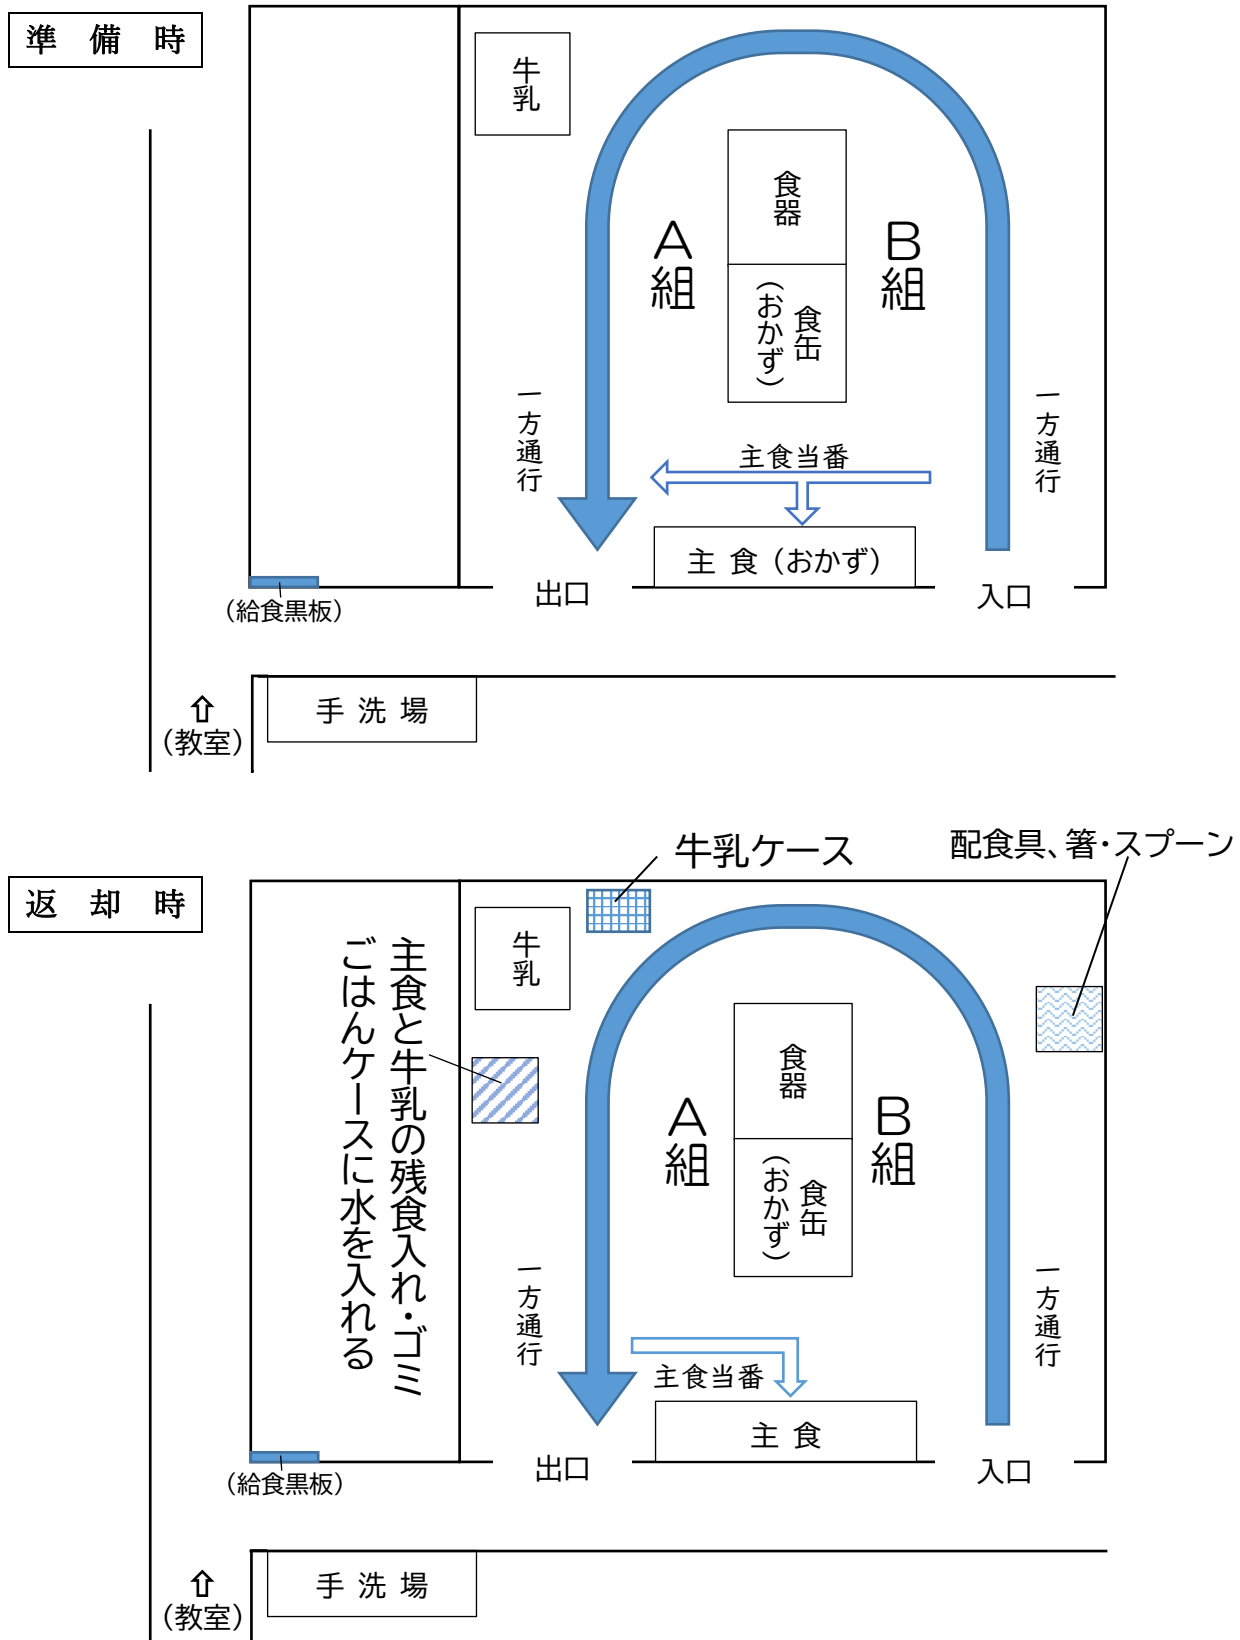 準備時
牛乳
食器
A組
B組
食缶
（おかず）
一方通行
一方通行
主食当番
主食（おかず）
出口
入口
（給食黒板）
手洗場
⇧
（教室）
牛乳ケース
配食具、箸・スプーン
返却時
主食と牛乳の残食入れ・ゴミ
ごはんケースに水を入れる
牛乳
食器
A組
B組
食缶
（おかず）
一方通行
一方通行
主食当番
主食
出口
入口
（給食黒板）
手洗場
⇧
（教室）